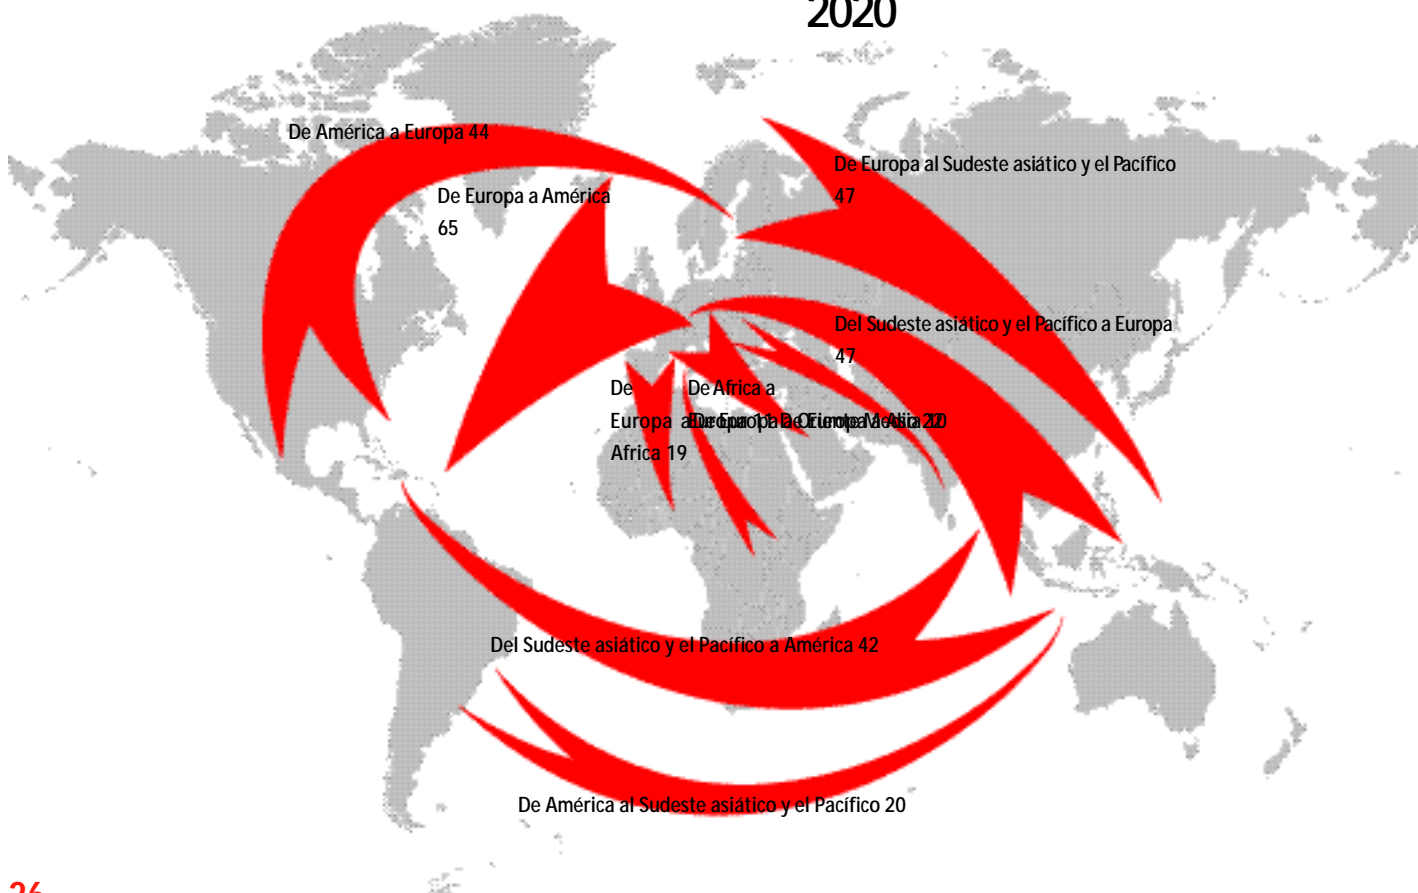 2020
De América a Europa 44
De Europa al Sudeste asiático y el Pacífico
47
De Europa a América
65
Del Sudeste asiático y el Pacífico a Europa
47
De
Europa a
Africa 19
De Africa a
Europa 11
Del Sudeste asiático y el Pacífico a América 42
De América al Sudeste asiático y el Pacífico 20
26